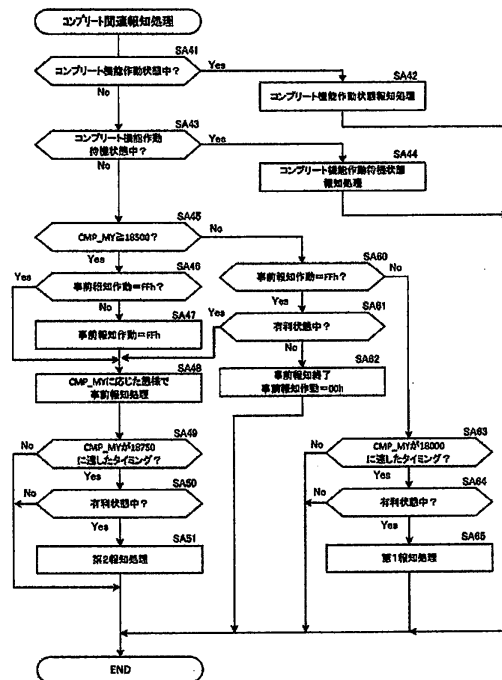 コンプリート関連報知処理
SA41
コンプリート機能作動状態中?
Yes
No
SA42
コンプリート機能作動状態報知処理
SA43
コンプリート機能作動
待機状態中?
Yes
No
SA44
コンプリート機能作動待機状態
報知処理
SA45
CMP_MY≧18500?
No
Yes
SA46
事前報知作動=FFh?
Yes
No
SA47
事前報知作動=FFh
SA48
CMP_MYに応じた態様で
事前報知処理
SA49
CMP_MYが18750
に達したタイミング?
No
Yes
SA50
有利状態中?
No
Yes
SA51
第2報知処理
SA60
事前報知作動=FFh?
No
Yes
SA61
有利状態中?
Yes
No
SA62
事前報知終了
事前報知作動=00h
SA63
CMP_MYが18000
に達したタイミング?
No
Yes
SA64
有利状態中?
No
Yes
SA65
第1報知処理
END